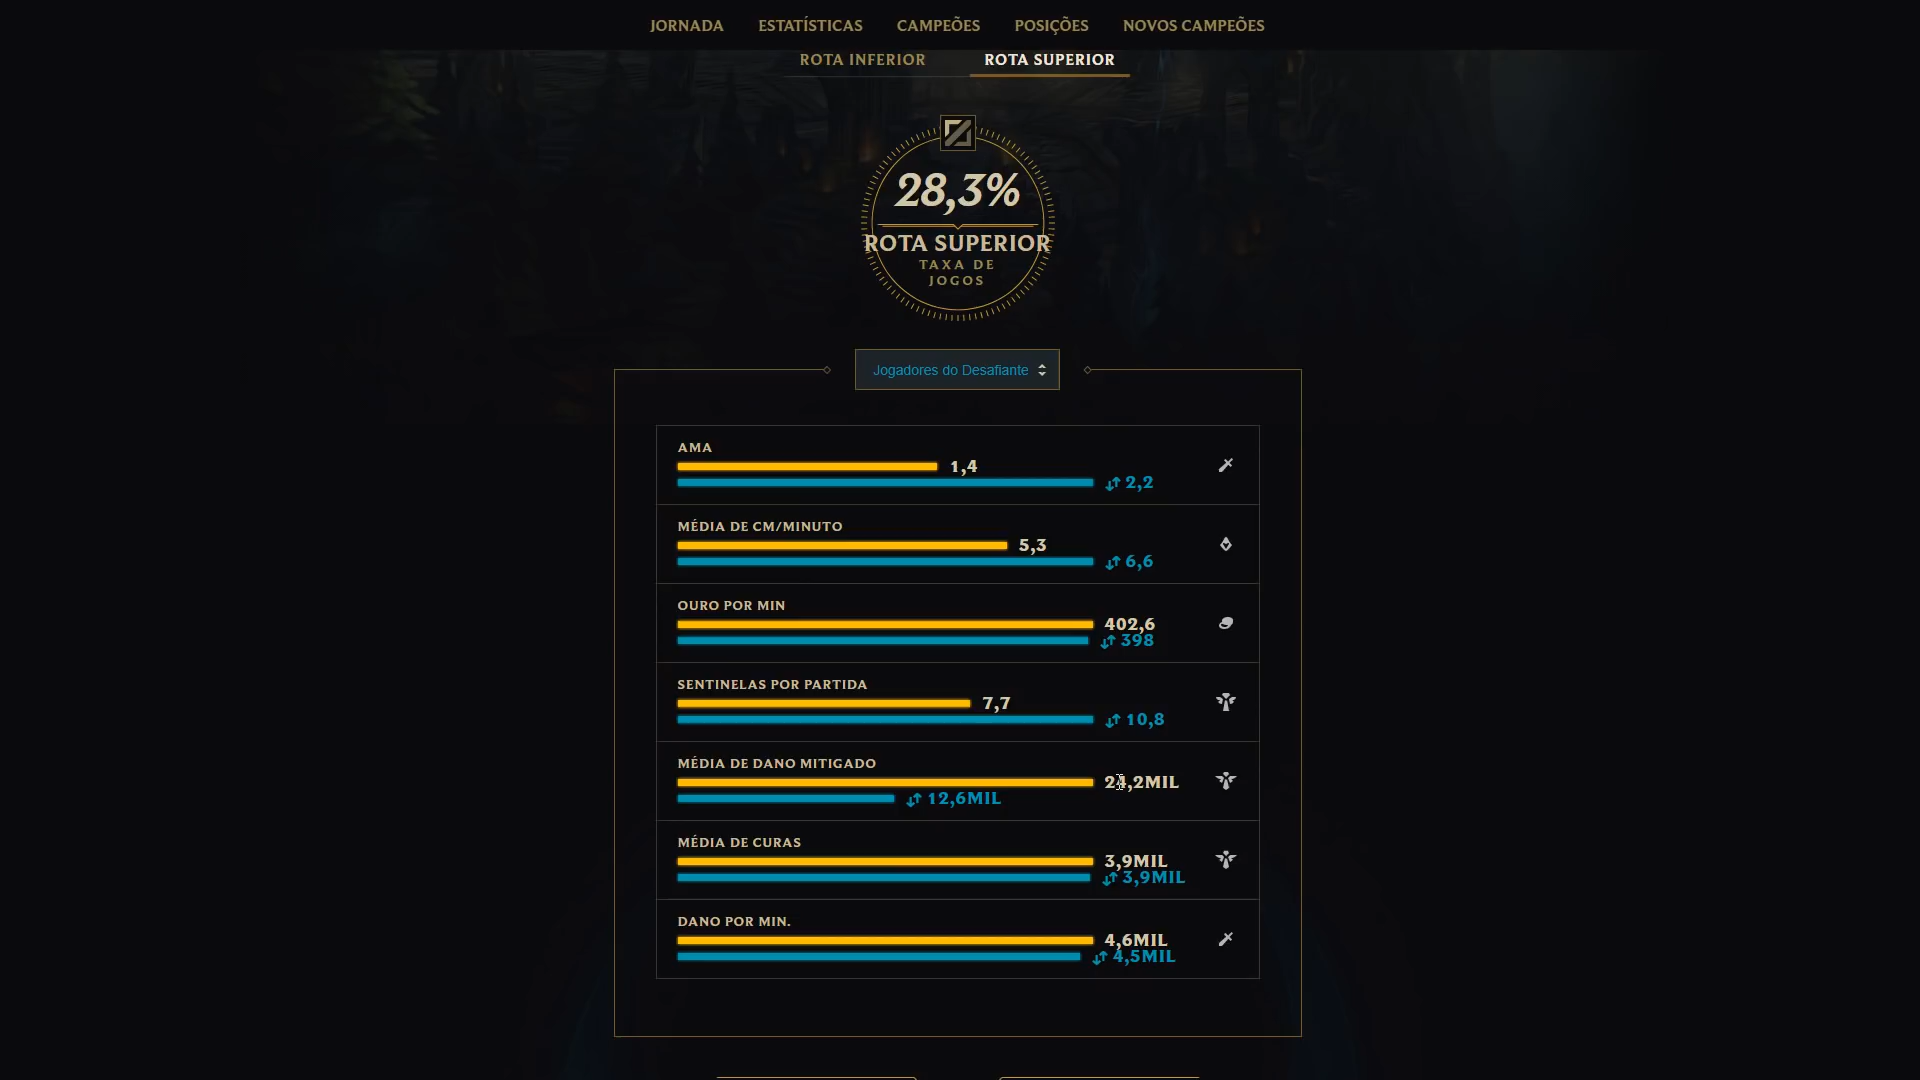 JORNADA ESTATÍSTICAS CAMPEÕES POSIÇÕES NOVOS CAMPEÕES
ROTA INFERIOR ROTA SUPERIOR
28,3%
ROTA SUPERIOR
TAXA DE
JOGOS
Jogadores do Desafiante
AMA
1,4
2,2
MÉDIA DE CM/MINUTO
5,3
6,6
OURO POR MIN
402,6
398
SENTINELAS POR PARTIDA
7,7
10,8
MÉDIA DE DANO MITIGADO
24,2MIL
12,6MIL
MÉDIA DE CURAS
3,9MIL
3,9MIL
DANO POR MIN.
4,6MIL
4,5MIL